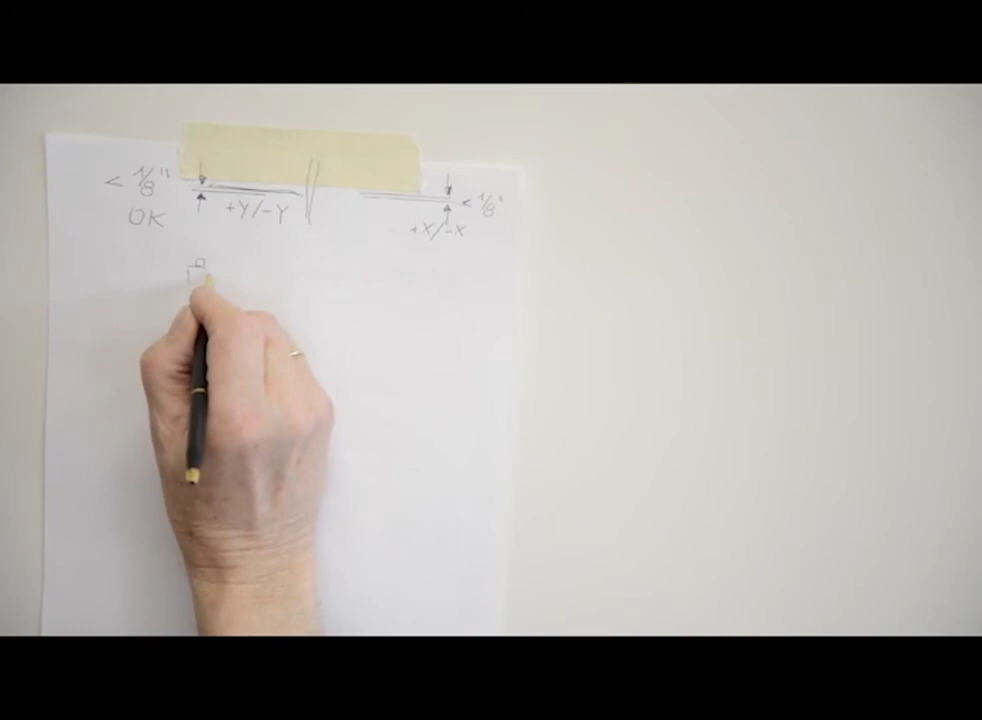 < 1/8"
OK
+Y/-Y
< 1/8"
+X/-X